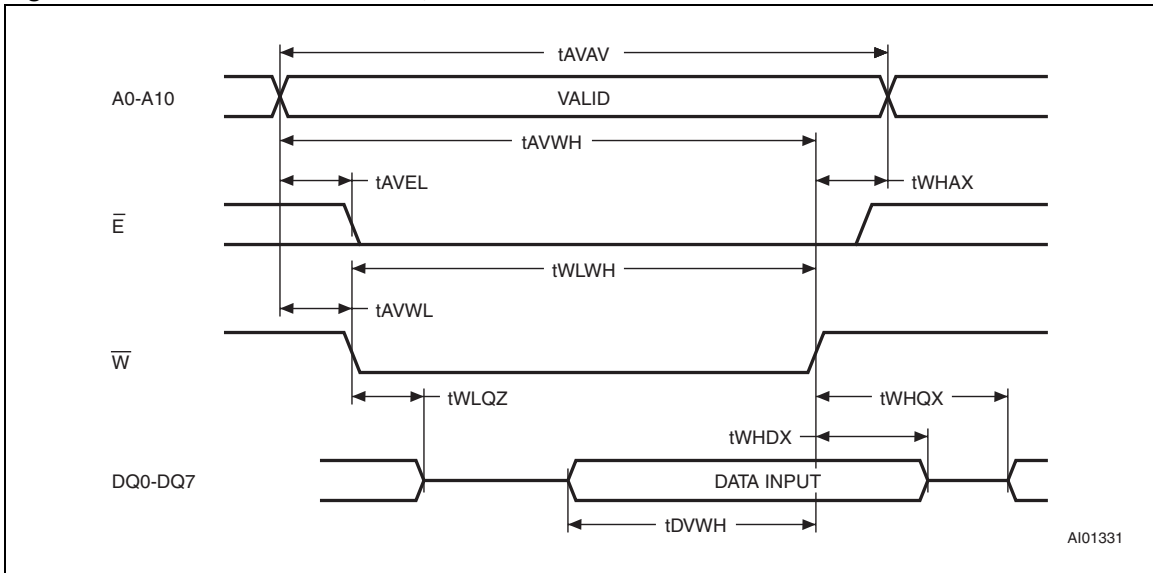 tAVAV
A0-A10
VALID
tAVWH
tAVEL
tWHAX
E̅
tWLWH
tAVWL
W̅
tWLQZ
tWHQX
tWHDX
DQ0-DQ7
DATA INPUT
tDVWH
AI01331